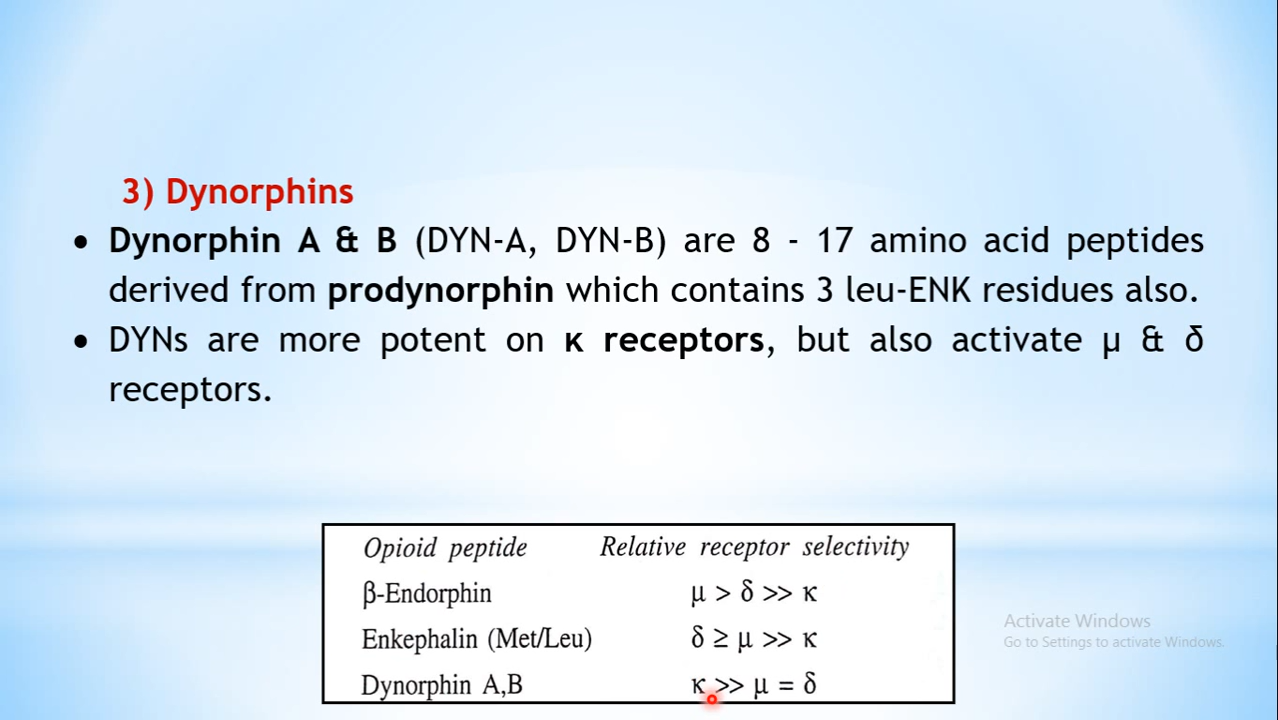 3) Dynorphins
• Dynorphin A & B (DYN-A, DYN-B) are 8 - 17 amino acid peptides
derived from prodynorphin which contains 3 leu-ENK residues also.
• DYNs are more potent on κ receptors, but also activate μ & δ
receptors.
Opioid peptide Relative receptor selectivity
β-Endorphin μ > δ >> κ
Enkephalin (Met/Leu) δ ≥ μ >> κ
Dynorphin A,B κ >> μ = δ
Activate Windows
Go to Settings to activate Windows.